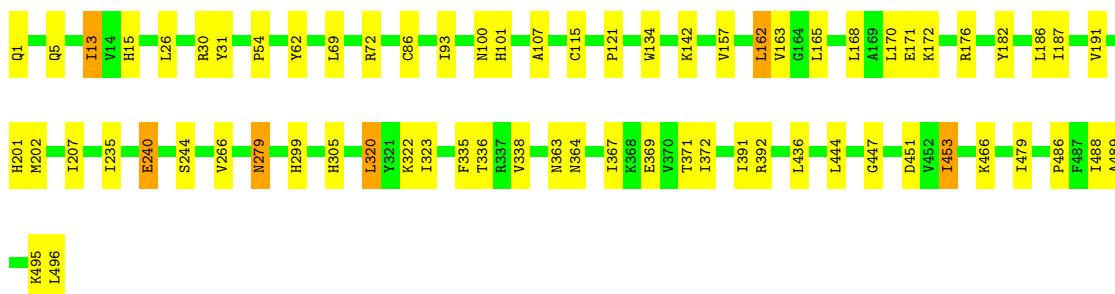 Q1 Q5 I13 V14 H15 L26 R30 Y31 P54 Y62 L69 R72 C86 I93 N100 H101 A107 C115 P121 W134 K142 V157 L162 V163 G164 L165 L168 A169 L170 E171 K172 R176 Y182 L186 I187 V191
H201 M202 I207 I235 E240 S244 V266 N279 H299 H305 L320 Y321 K322 I323 F335 T336 R337 V338 N363 N364 I367 K368 E369 V370 T371 I372 I391 R392 L436 L444 G447 D451 V452 I453 K466 I479 P486 F487 I488 A489
K495 L496